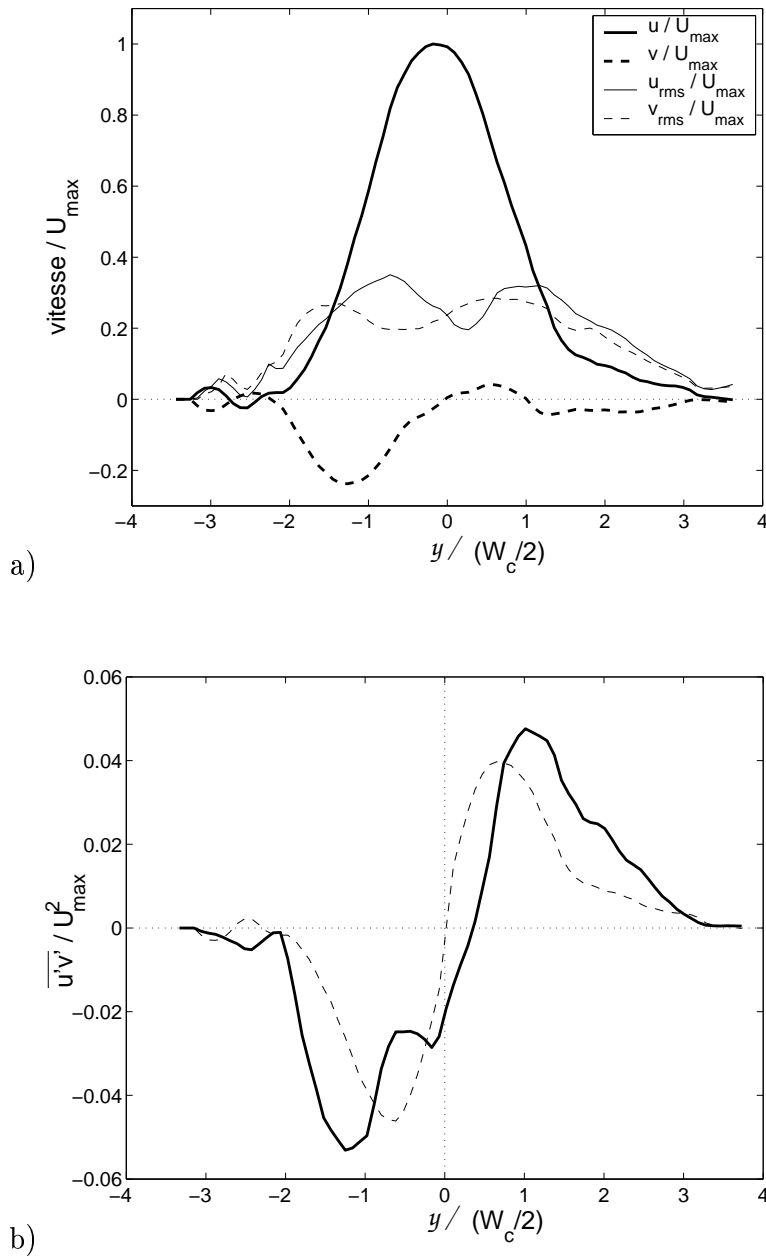 1
0.8
0.6
0.4
0.2
0
−0.2
vitesse / U_max
u / U_max
v / U_max
u_rms / U_max
v_rms / U_max
−4 −3 −2 −1 0 1 2 3 4
y / (W_c/2)
a)
0.06
0.04
0.02
0
−0.02
−0.04
−0.06
u'v' / U²_max
−4 −3 −2 −1 0 1 2 3 4
y / (W_c/2)
b)